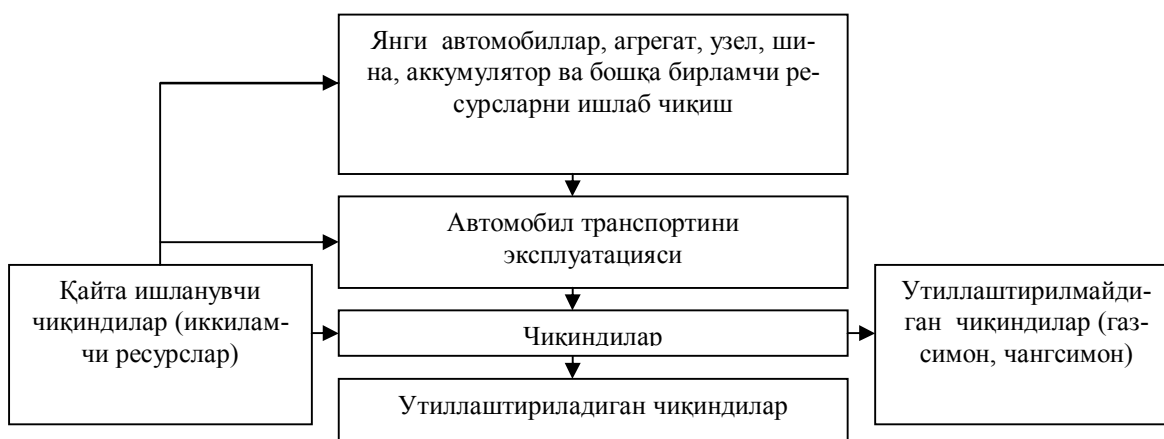 Янги автомобиллар, агрегат, узел, ши-
на, аккумулятор ва бошқа бирламчи ре-
сурсларни ишлаб чиқиш
Автомобил транспортини
эксплуатацияси
Қайта ишланувчи
чиқиндилар (иккилам-
чи ресурслар)
Чиқиндилар
Утиллаштирилмайди-
ган чиқиндилар (газ-
симон, чангсимон)
Утиллаштириладиган чиқиндилар